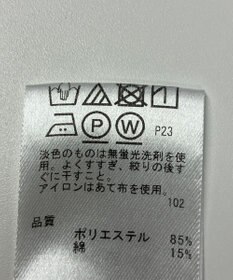 P W P23
淡色のものは無蛍光洗剤を使
用。よくすすぎ、絞りの後す
ぐに干すこと。
アイロンはあて布を使用。
102
品質
ポリエステル 85%
綿 15%